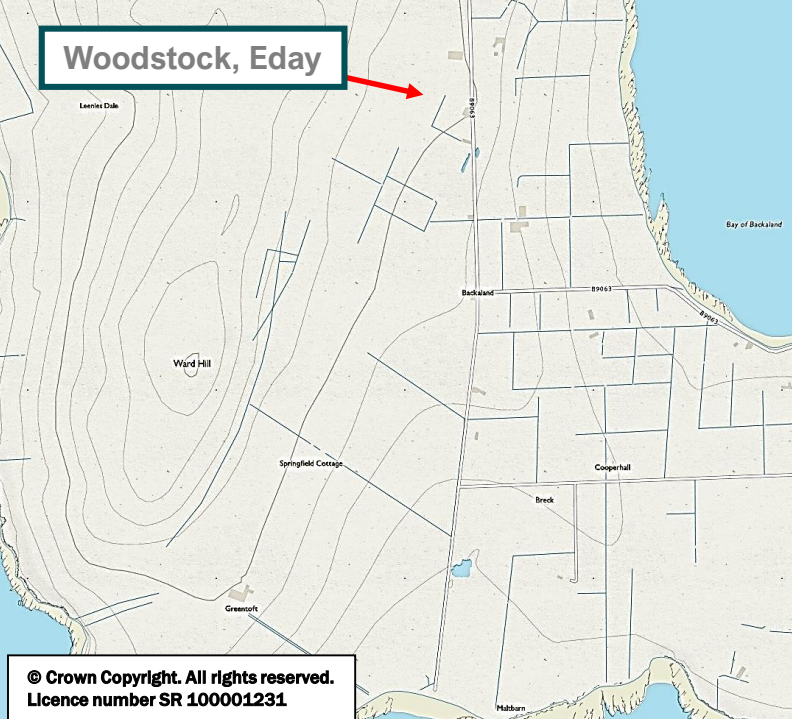 Woodstock, Eday
Leenies Dale
B9063
Bay of Backaland
Backaland
B9063
B9063
Ward Hill
Springfield Cottage
Cooperhall
Breck
Greentoft
© Crown Copyright. All rights reserved.
Licence number SR 100001231
Maltbarn